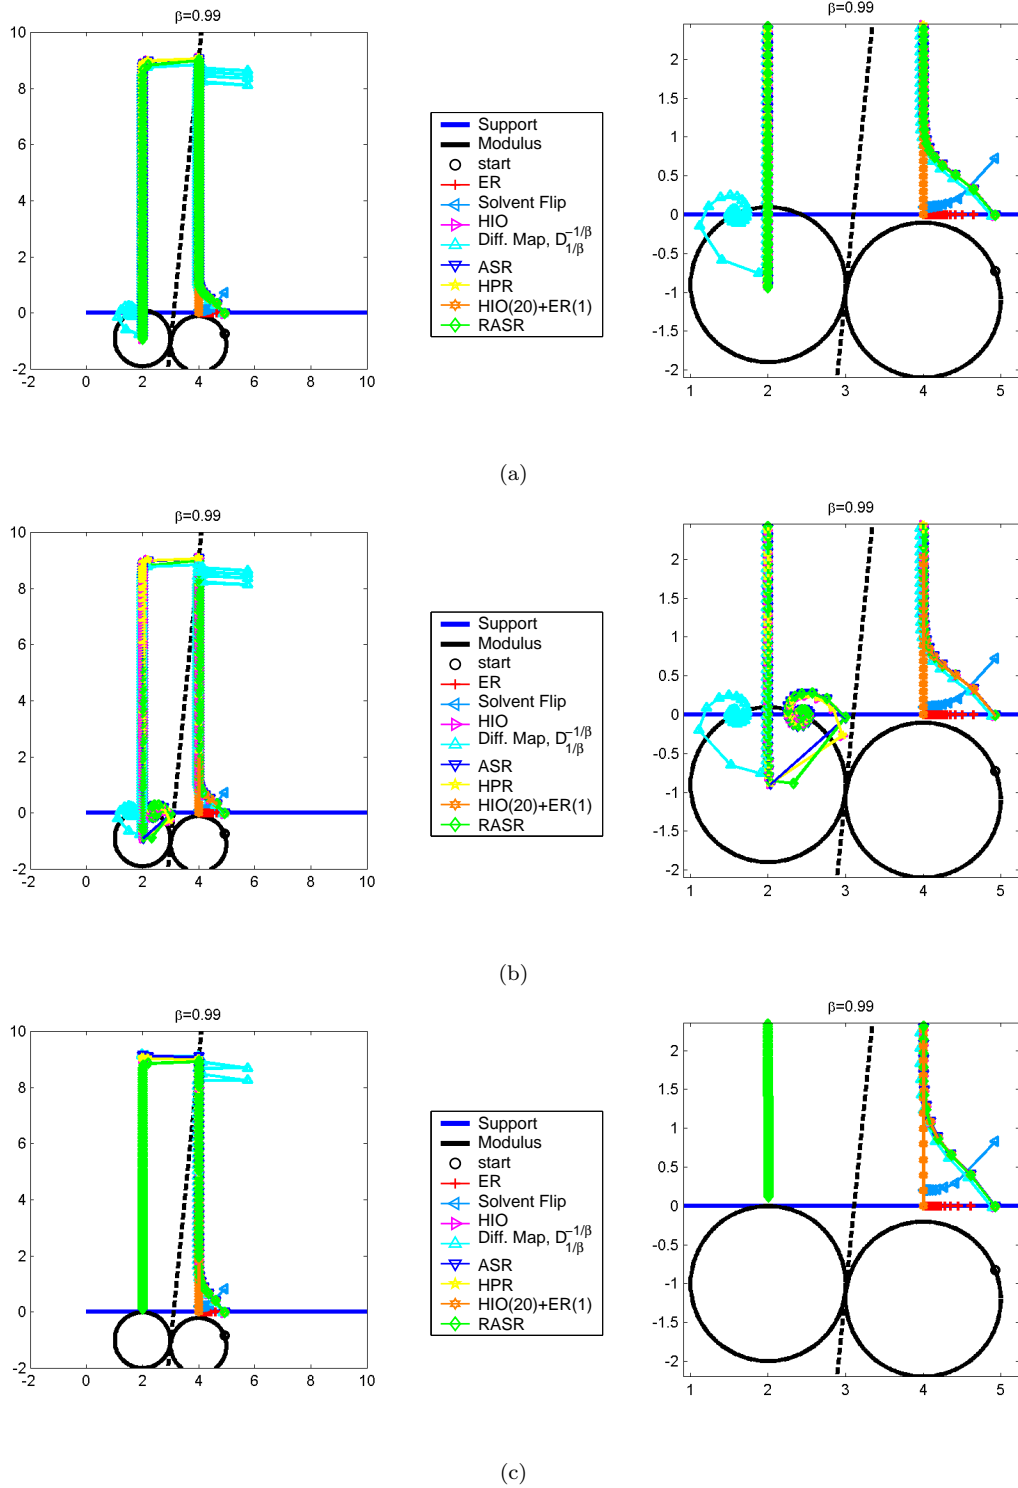 β=0.99
10
8
6
4
2
0
-2
-2
0
2
4
6
8
10
Support
Modulus
start
ER
Solvent Flip
HIO
Diff. Map, D_{1/β}^{-1/β}
ASR
HPR
HIO(20)+ER(1)
RASR
β=0.99
2
1.5
1
0.5
0
-0.5
-1
-1.5
-2
1
2
3
4
5
(a)
β=0.99
10
8
6
4
2
0
-2
-2
0
2
4
6
8
10
Support
Modulus
start
ER
Solvent Flip
HIO
Diff. Map, D_{1/β}^{-1/β}
ASR
HPR
HIO(20)+ER(1)
RASR
β=0.99
2
1.5
1
0.5
0
-0.5
-1
-1.5
-2
1
2
3
4
5
(b)
β=0.99
10
8
6
4
2
0
-2
-2
0
2
4
6
8
10
Support
Modulus
start
ER
Solvent Flip
HIO
Diff. Map, D_{1/β}^{-1/β}
ASR
HPR
HIO(20)+ER(1)
RASR
β=0.99
2
1.5
1
0.5
0
-0.5
-1
-1.5
-2
1
2
3
4
5
(c)